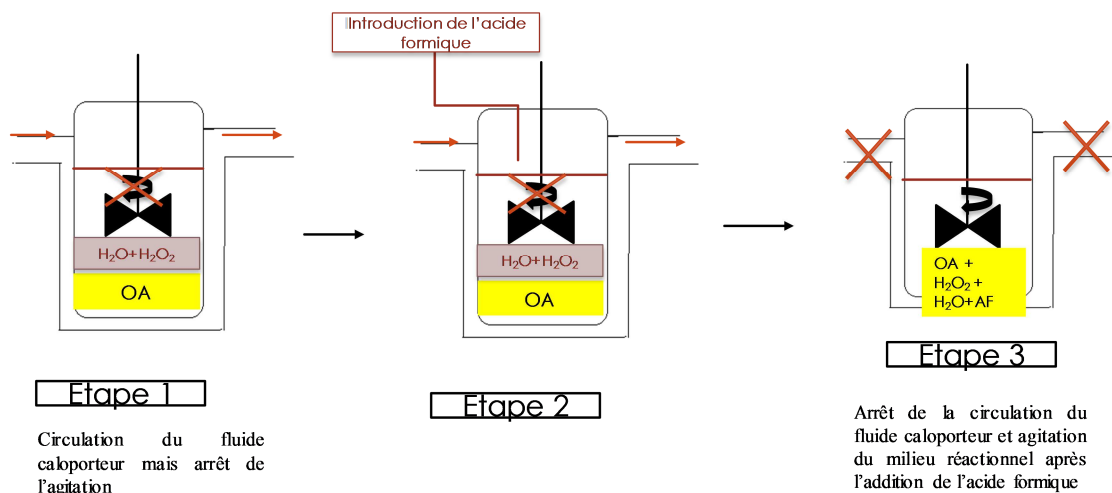 Introduction de l'acide
formique
H₂O+H₂O₂
OA
H₂O+H₂O₂
OA
OA +
H₂O₂ +
H₂O+AF
Etape 1
Etape 2
Etape 3
Circulation du fluide
caloporteur mais arrêt de
l'agitation
Arrêt de la circulation du
fluide caloporteur et agitation
du milieu réactionnel après
l'addition de l'acide formique